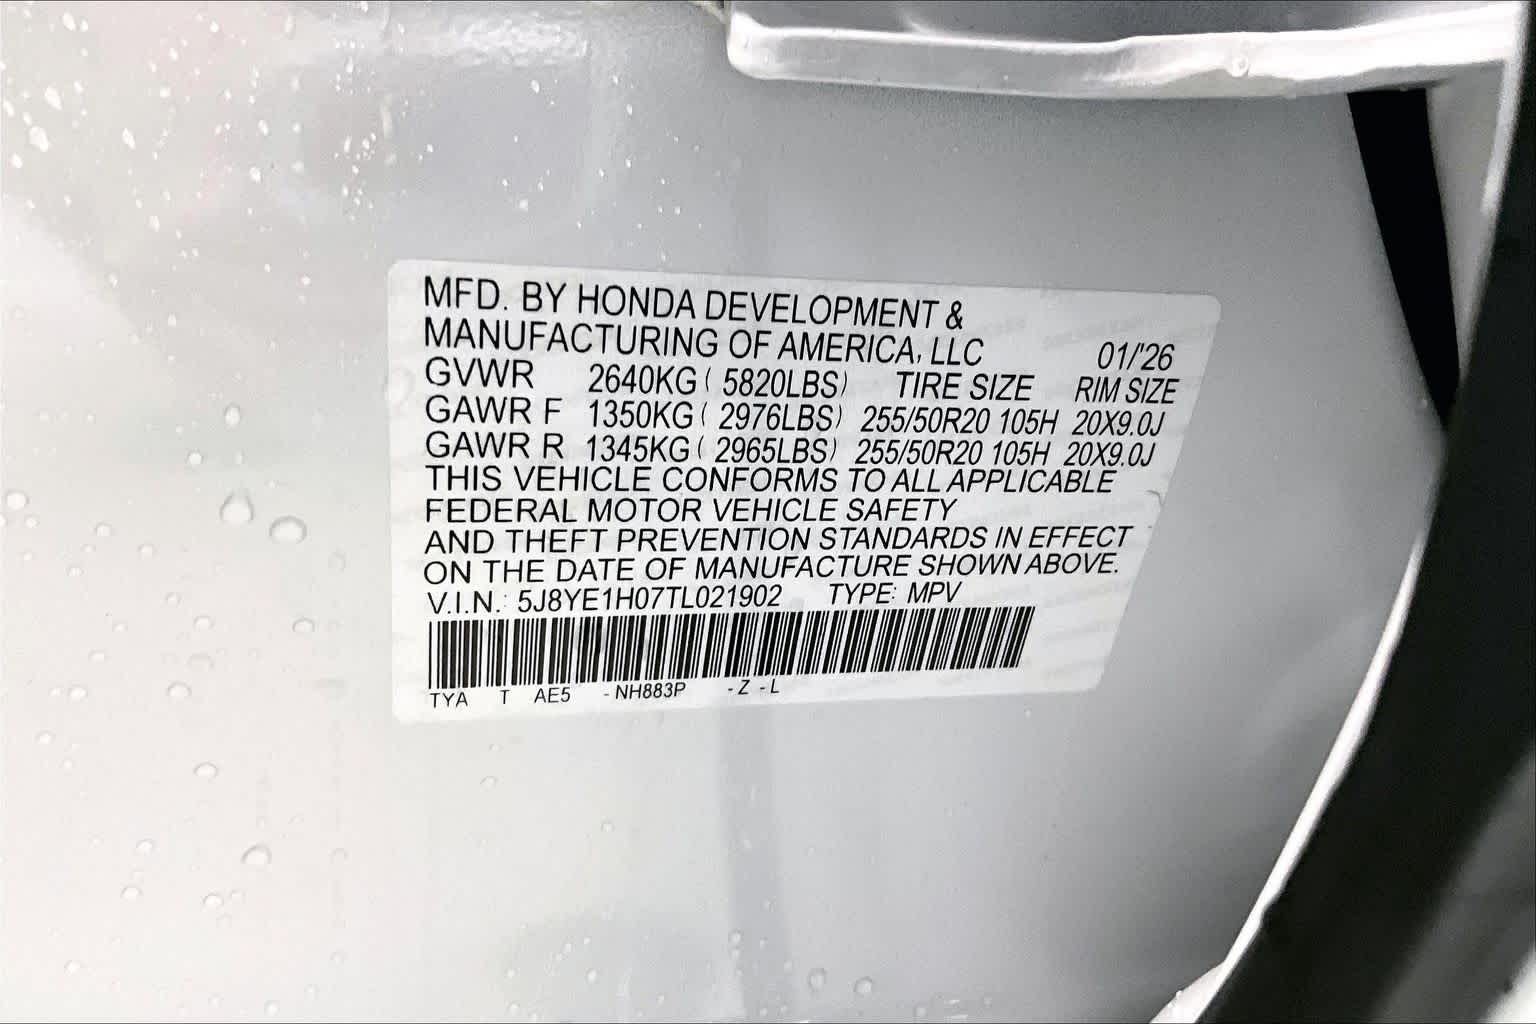 MFD. BY HONDA DEVELOPMENT &
MANUFACTURING OF AMERICA, LLC 01/'26
GVWR 2640KG ( 5820LBS) TIRE SIZE RIM SIZE
GAWR F 1350KG ( 2976LBS) 255/50R20 105H 20X9.0J
GAWR R 1345KG ( 2965LBS) 255/50R20 105H 20X9.0J
THIS VEHICLE CONFORMS TO ALL APPLICABLE
FEDERAL MOTOR VEHICLE SAFETY
AND THEFT PREVENTION STANDARDS IN EFFECT
ON THE DATE OF MANUFACTURE SHOWN ABOVE.
V.I.N.: 5J8YE1H07TL021902 TYPE: MPV
TYA T AE5 -NH883P -Z -L